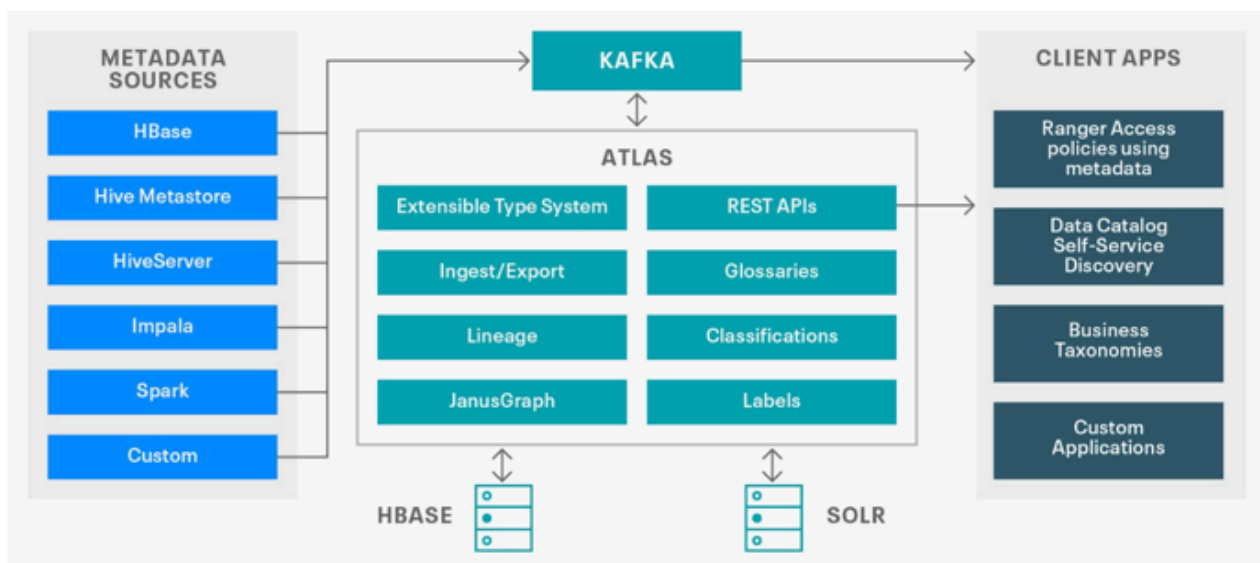 METADATA
SOURCES
HBase
Hive Metastore
HiveServer
Impala
Spark
Custom
KAFKA
ATLAS
Extensible Type System
REST APIs
Ingest/Export
Glossaries
Lineage
Classifications
JanusGraph
Labels
HBASE
SOLR
CLIENT APPS
Ranger Access
policies using
metadata
Data Catalog
Self-Service
Discovery
Business
Taxonomies
Custom
Applications